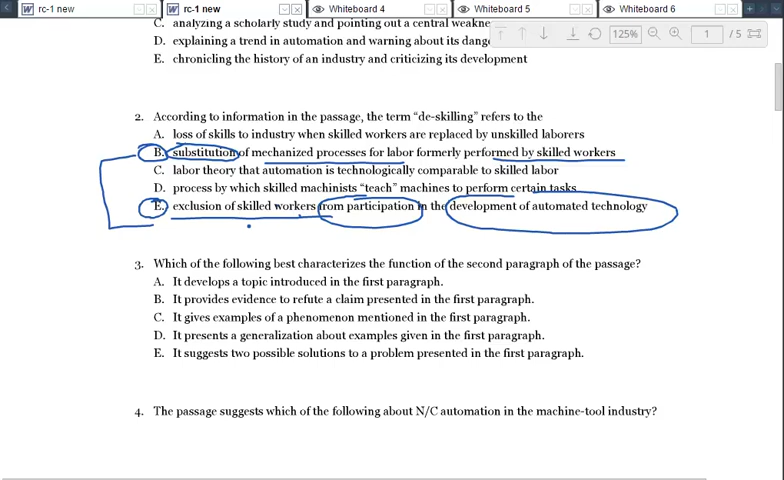 rc-1 new
rc-1 new
Whiteboard 4
Whiteboard 5
Whiteboard 6
125%
1
/ 5
C. analyzing a scholarly study and pointing out a central
D. explaining a trend in automation and warning about its
E. chronicling the history of an industry and criticizing its development
2. According to information in the passage, the term “de-skilling” refers to the
A. loss of skills to industry when skilled workers are replaced by unskilled laborers
B. substitution of mechanized processes for labor formerly performed by skilled workers
C. labor theory that automation is technologically comparable to skilled labor
D. process by which skilled machinists “teach” machines to perform certain tasks
E. exclusion of skilled workers from participation in the development of automated technology
3. Which of the following best characterizes the function of the second paragraph of the passage?
A. It develops a topic introduced in the first paragraph.
B. It provides evidence to refute a claim presented in the first paragraph.
C. It gives examples of a phenomenon mentioned in the first paragraph.
D. It presents a generalization about examples given in the first paragraph.
E. It suggests two possible solutions to a problem presented in the first paragraph.
4. The passage suggests which of the following about N/C automation in the machine-tool industry?